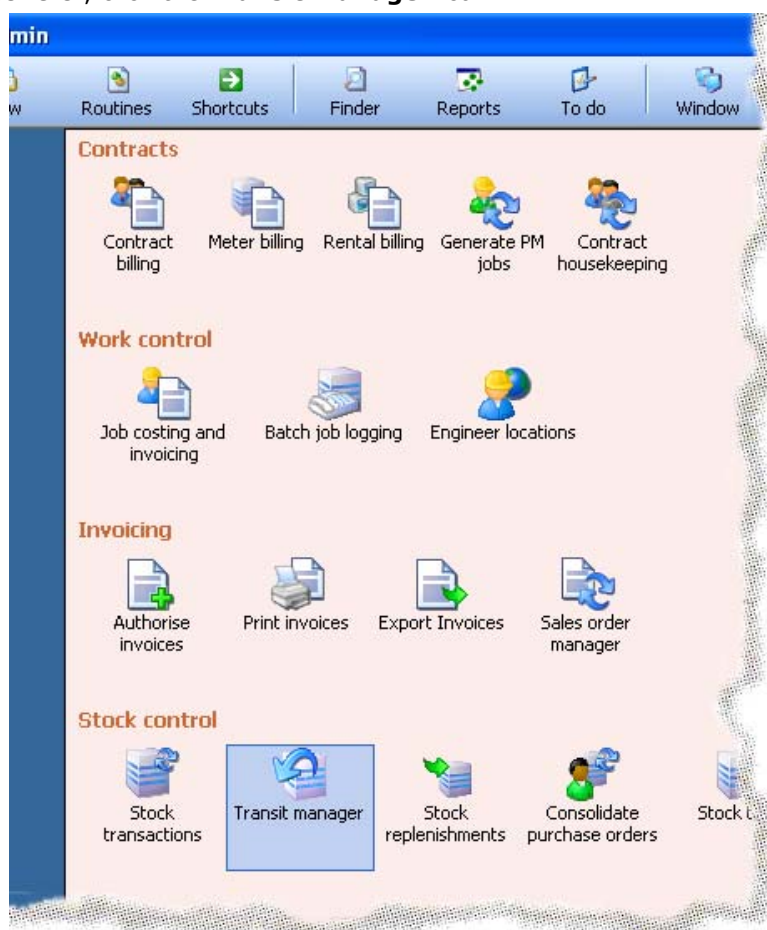 min
w Routines Shortcuts Finder Reports To do Window
Contracts
Contract billing Meter billing Rental billing Generate PM jobs Contract housekeeping
Work control
Job costing and invoicing Batch job logging Engineer locations
Invoicing
Authorise invoices Print invoices Export Invoices Sales order manager
Stock control
Stock transactions Transit manager Stock replenishments Consolidate purchase orders Stock t